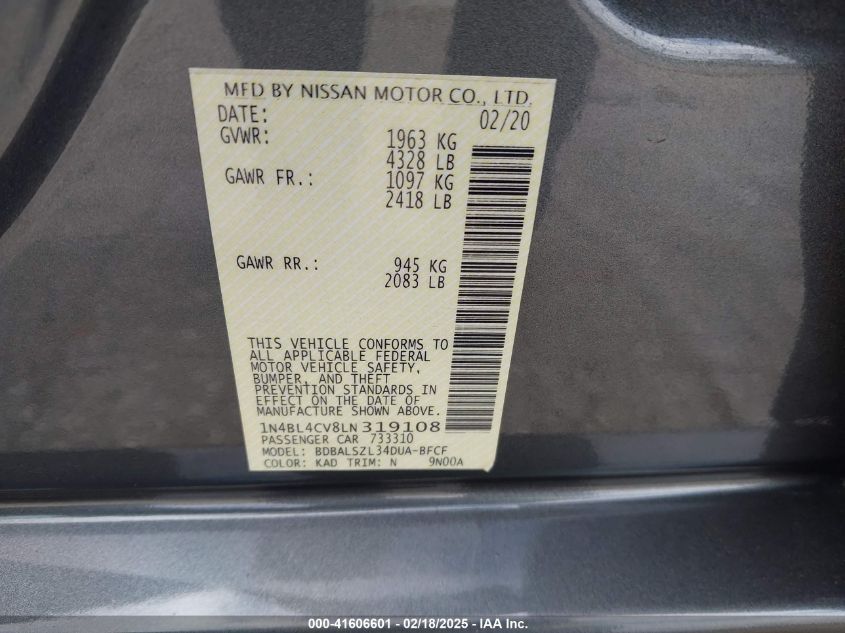 MFD BY NISSAN MOTOR CO., LTD.
DATE: 02/20
GVWR: 1963 KG
4328 LB
GAWR FR.: 1097 KG
2418 LB
GAWR RR.: 945 KG
2083 LB
THIS VEHICLE CONFORMS TO
ALL APPLICABLE FEDERAL
MOTOR VEHICLE SAFETY,
BUMPER, AND THEFT
PREVENTION STANDARDS IN
EFFECT ON THE DATE OF
MANUFACTURE SHOWN ABOVE.
1N4BL4CV8LN319108
PASSENGER CAR 733310
MODEL: BDBALSZL34DUA-BFCF
COLOR: KAD TRIM: N 9N00A
000-41606601 - 02/18/2025 - IAA Inc.